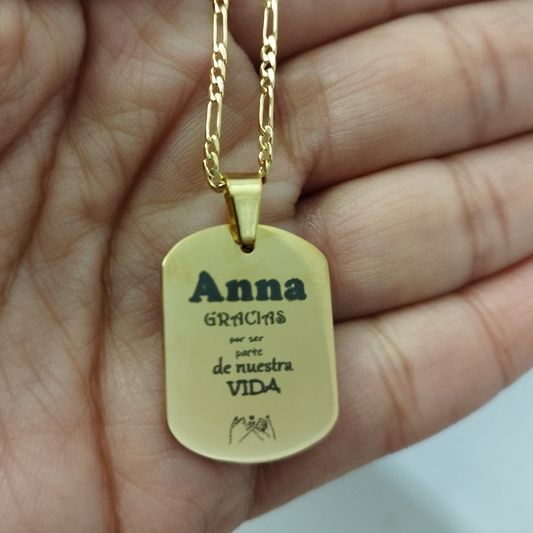 Anna
GRACIAS
por ser
parte
de nuestra
VIDA